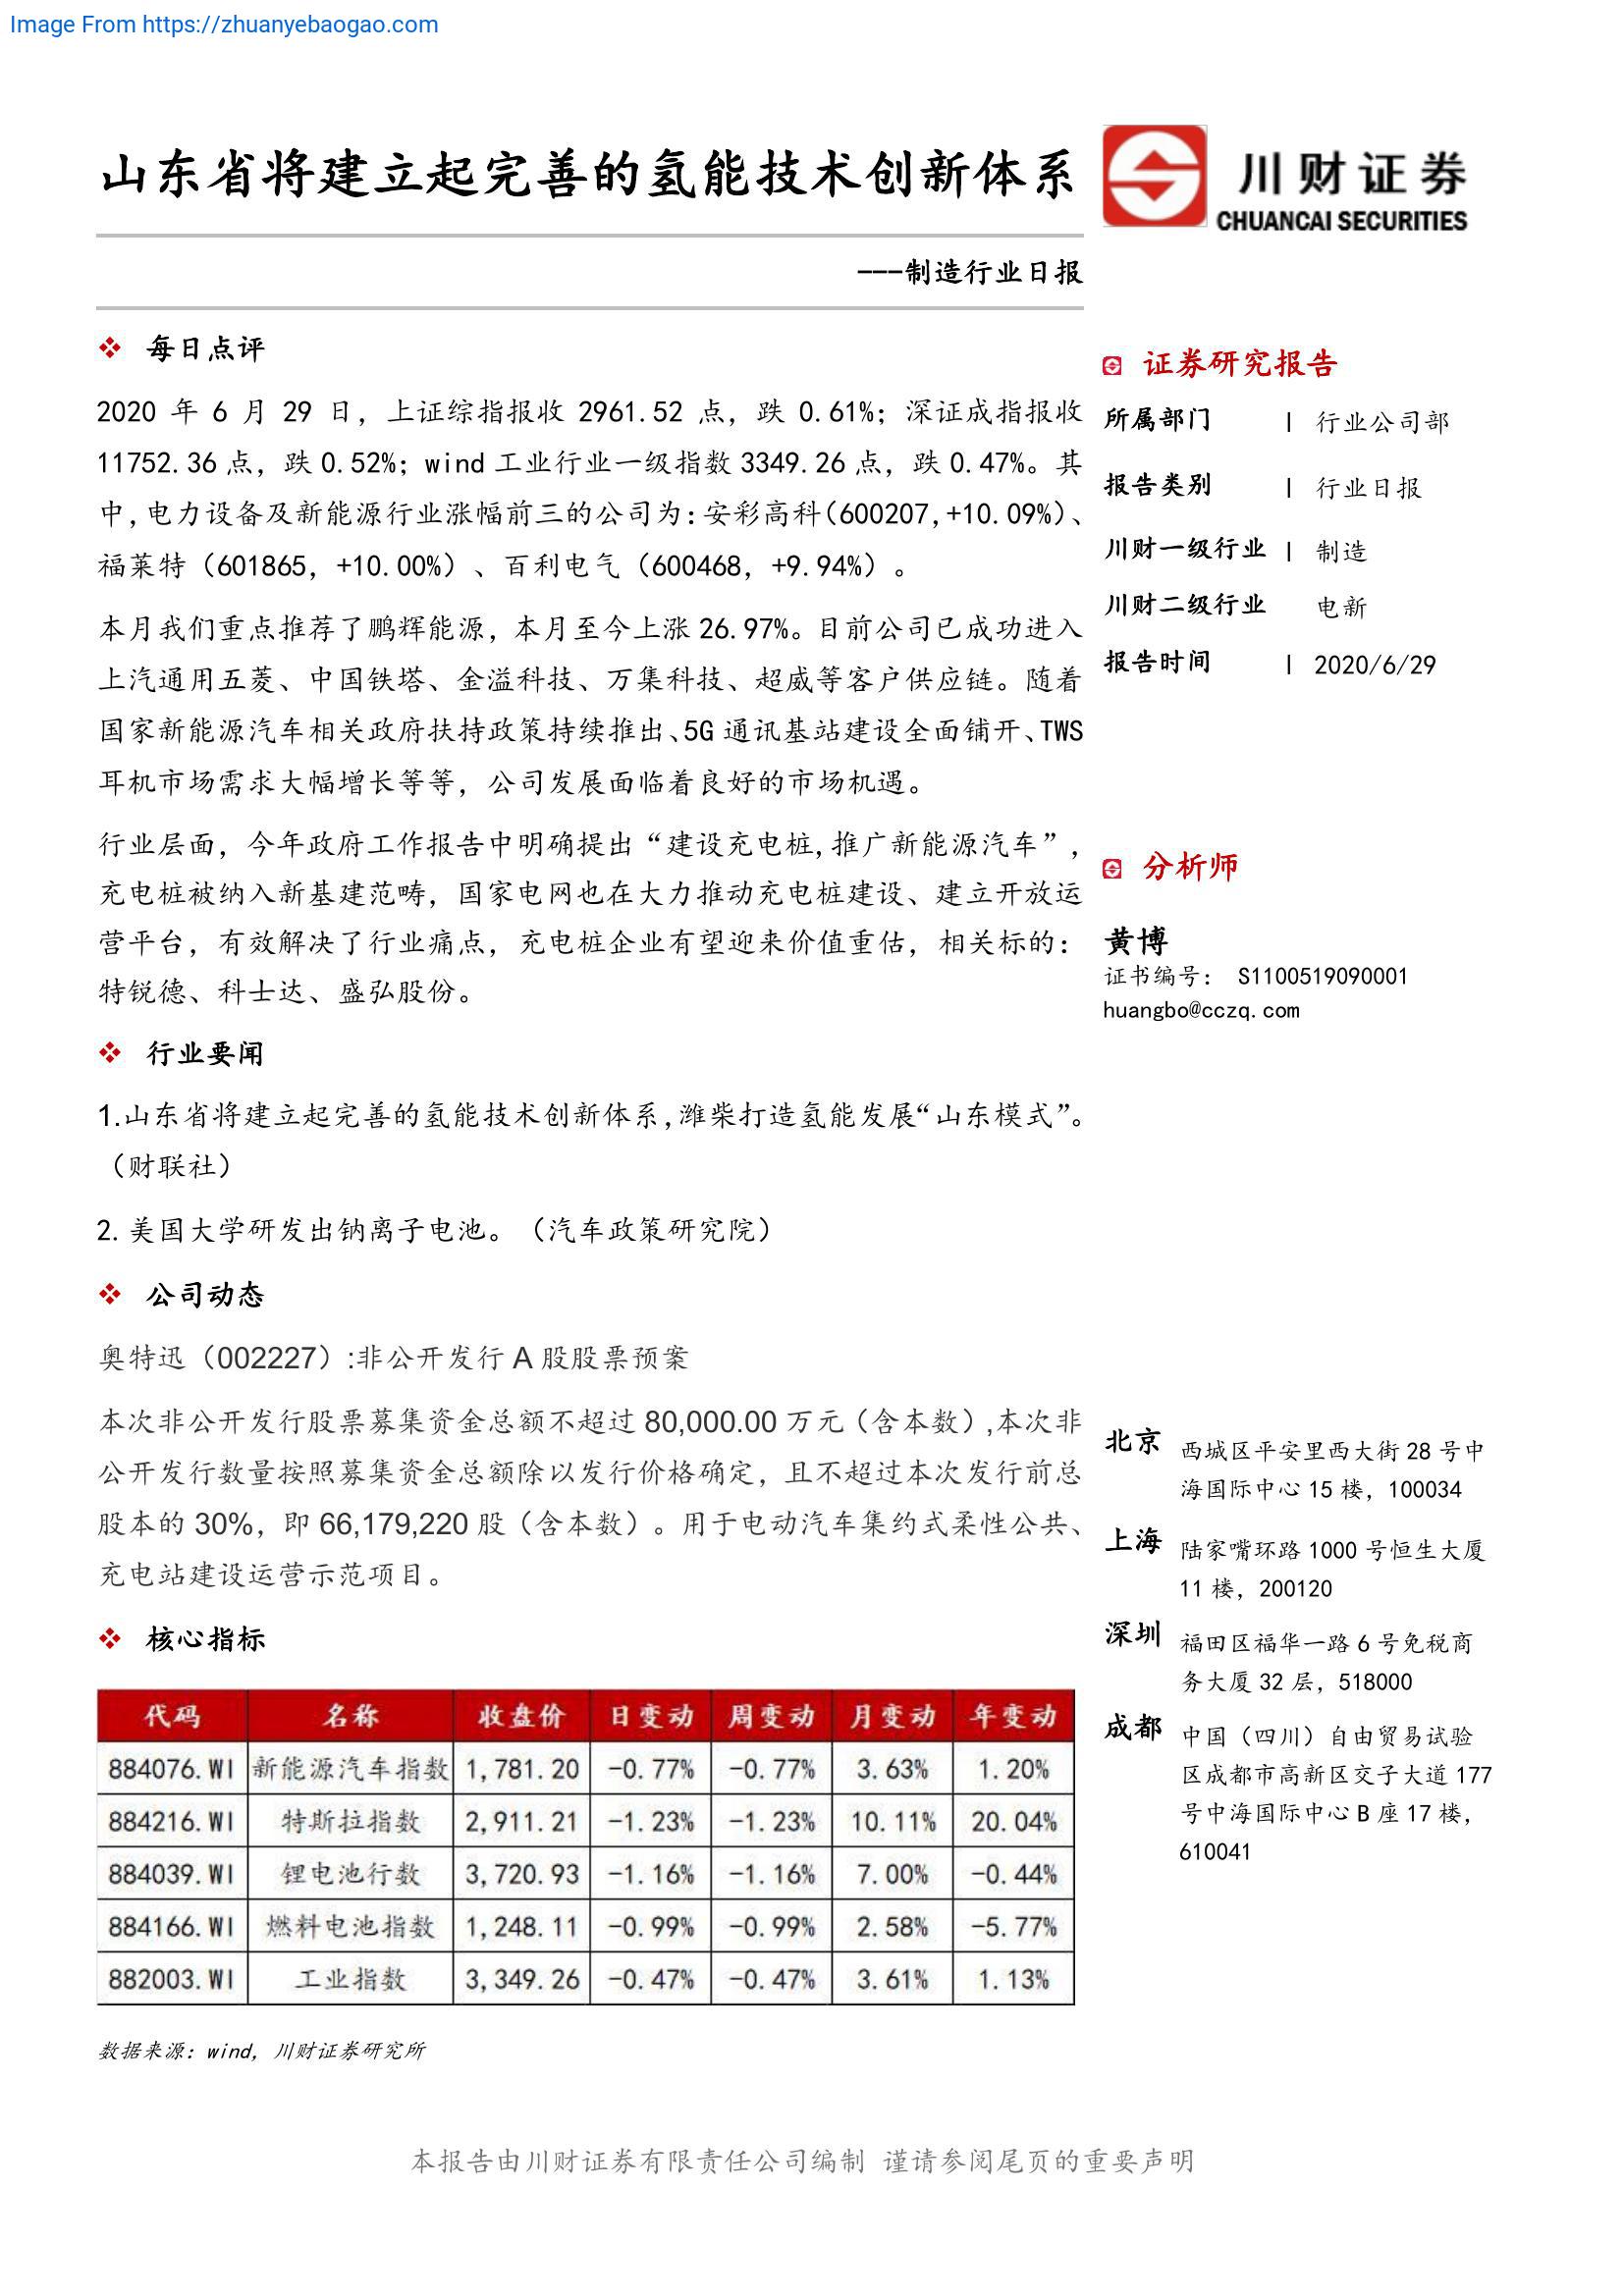 Image From https://zhuanyebaogao.com
山东省将建立起完善的氢能技术创新体系
川财证券
CHUANCAI SECURITIES
---制造行业日报
每日点评
2020 年 6 月 29 日，上证综指报收 2961.52 点，跌 0.61%；深证成指报收
11752.36 点，跌 0.52%；wind 工业行业一级指数 3349.26 点，跌 0.47%。其
中，电力设备及新能源行业涨幅前三的公司为：安彩高科（600207，+10.09%）、
福莱特（601865，+10.00%）、百利电气（600468，+9.94%）。
本月我们重点推荐了鹏辉能源，本月至今上涨 26.97%。目前公司已成功进入
上汽通用五菱、中国铁塔、金溢科技、万集科技、超威等客户供应链。随着
国家新能源汽车相关政府扶持政策持续推出、5G 通讯基站建设全面铺开、TWS
耳机市场需求大幅增长等等，公司发展面临着良好的市场机遇。
行业层面，今年政府工作报告中明确提出“建设充电桩，推广新能源汽车”，
充电桩被纳入新基建范畴，国家电网也在大力推动充电桩建设、建立开放运
营平台，有效解决了行业痛点，充电桩企业有望迎来价值重估，相关标的：
特锐德、科士达、盛弘股份。
行业要闻
1.山东省将建立起完善的氢能技术创新体系，潍柴打造氢能发展“山东模式”。
（财联社）
2. 美国大学研发出钠离子电池。（汽车政策研究院）
公司动态
奥特迅（002227）:非公开发行 A 股股票预案
本次非公开发行股票募集资金总额不超过 80,000.00 万元（含本数）,本次非
公开发行数量按照募集资金总额除以发行价格确定，且不超过本次发行前总
股本的 30%，即 66,179,220 股（含本数）。用于电动汽车集约式柔性公共、
充电站建设运营示范项目。
核心指标
代码 名称 收盘价 日变动 周变动 月变动 年变动
884076.WI 新能源汽车指数 1,781.20 -0.77% -0.77% 3.63% 1.20%
884216.WI 特斯拉指数 2,911.21 -1.23% -1.23% 10.11% 20.04%
884039.WI 锂电池行数 3,720.93 -1.16% -1.16% 7.00% -0.44%
884166.WI 燃料电池指数 1,248.11 -0.99% -0.99% 2.58% -5.77%
882003.WI 工业指数 3,349.26 -0.47% -0.47% 3.61% 1.13%
数据来源：wind，川财证券研究所
证券研究报告
所属部门 | 行业公司部
报告类别 | 行业日报
川财一级行业 | 制造
川财二级行业 电新
报告时间 | 2020/6/29
分析师
黄博
证书编号： S1100519090001
huangbo@cczq.com
北京 西城区平安里西大街 28 号中
海国际中心 15 楼，100034
上海 陆家嘴环路 1000 号恒生大厦
11 楼，200120
深圳 福田区福华一路 6 号免税商
务大厦 32 层，518000
成都 中国（四川）自由贸易试验
区成都市高新区交子大道 177
号中海国际中心 B 座 17 楼，
610041
本报告由川财证券有限责任公司编制 谨请参阅尾页的重要声明